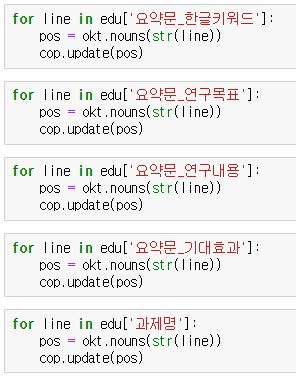 for line in edu['요약문_한글키워드']:
    pos = okt.nouns(str(line))
    cop.update(pos)
for line in edu['요약문_연구목표']:
    pos = okt.nouns(str(line))
    cop.update(pos)
for line in edu['요약문_연구내용']:
    pos = okt.nouns(str(line))
    cop.update(pos)
for line in edu['요약문_기대효과']:
    pos = okt.nouns(str(line))
    cop.update(pos)
for line in edu['과제명']:
    pos = okt.nouns(str(line))
    cop.update(pos)